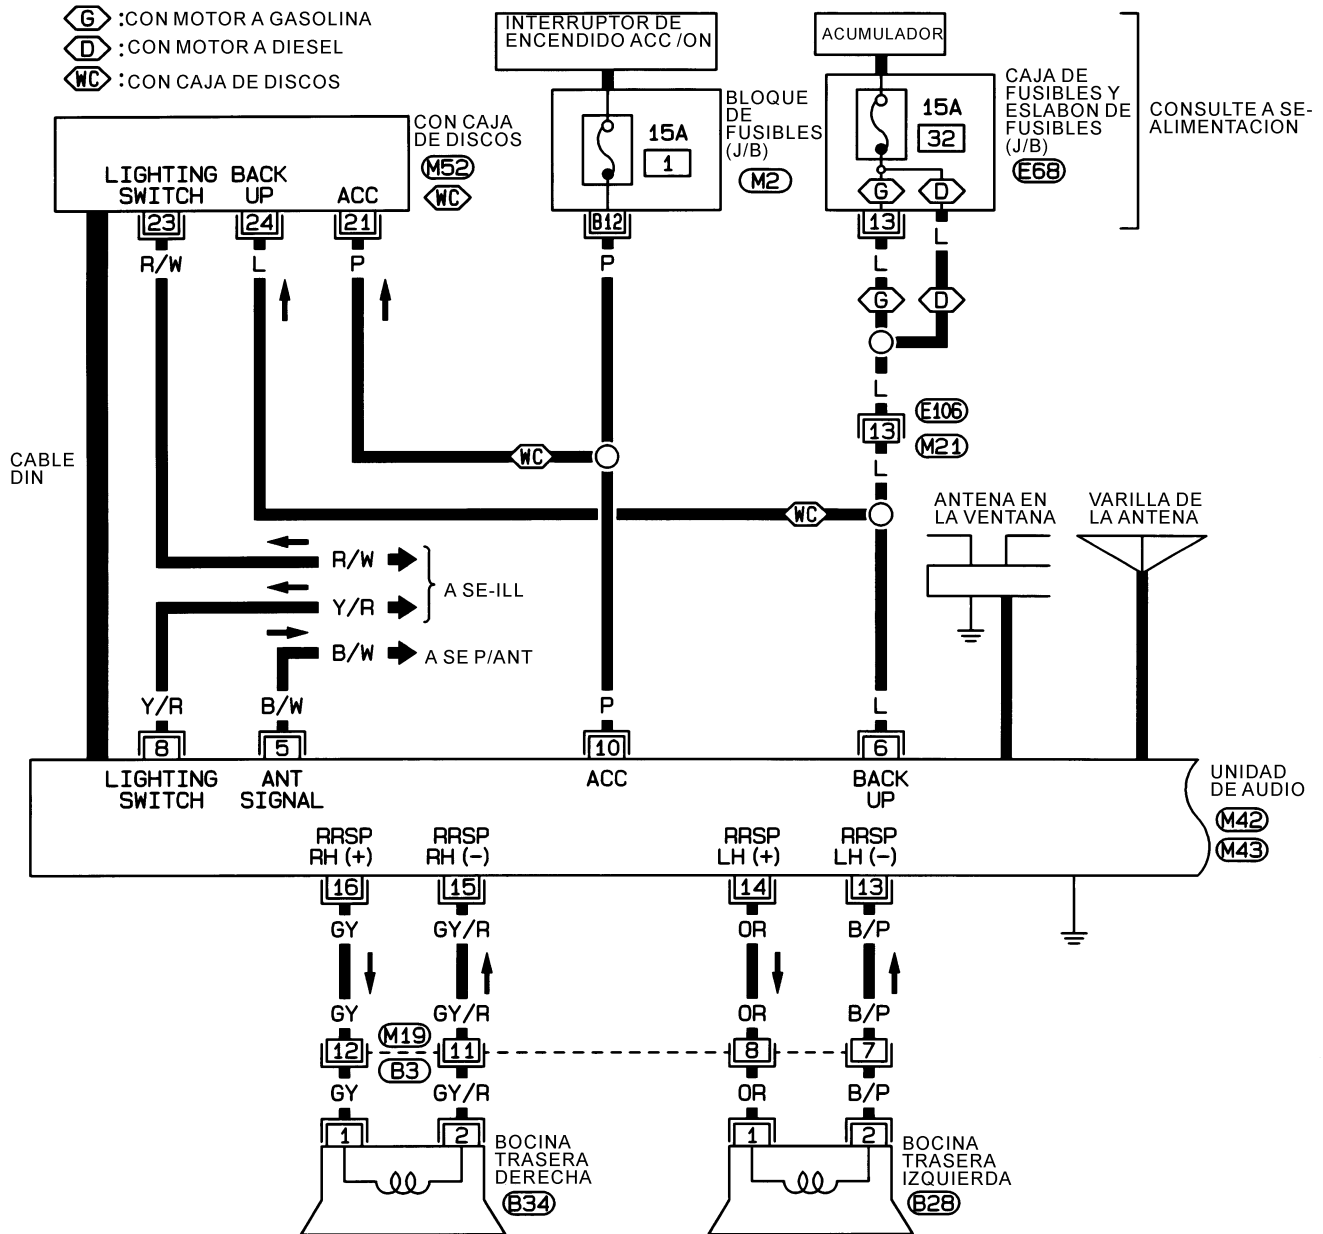 G :CON MOTOR A GASOLINA
D :CON MOTOR A DIESEL
WC :CON CAJA DE DISCOS
INTERRUPTOR DE
ENCENDIDO ACC /ON
ACUMULADOR
CON CAJA
DE DISCOS
M52
WC
LIGHTING
SWITCH
BACK
UP
ACC
23
24
21
R/W
L
P
15A
1
BLOQUE
DE
FUSIBLES
(J/B)
M2
B12
P
15A
32
G
D
CAJA DE
FUSIBLES Y
ESLABON DE
FUSIBLES
(J/B)
E68
CONSULTE A SE-
ALIMENTACION
13
L
L
G
D
L
13
E106
M21
L
WC
WC
CABLE
DIN
ANTENA EN
LA VENTANA
VARILLA DE
LA ANTENA
R/W
Y/R
A SE-ILL
B/W
A SE P/ANT
Y/R
B/W
P
L
8
5
10
6
LIGHTING
SWITCH
ANT
SIGNAL
ACC
BACK
UP
UNIDAD
DE AUDIO
M42
M43
RRSP
RH (+)
RRSP
RH (-)
RRSP
LH (+)
RRSP
LH (-)
16
15
14
13
GY
GY/R
OR
B/P
GY
GY/R
OR
B/P
12
M19
B3
11
8
7
GY
GY/R
OR
B/P
1
2
1
2
BOCINA
TRASERA
DERECHA
B34
BOCINA
TRASERA
IZQUIERDA
B28